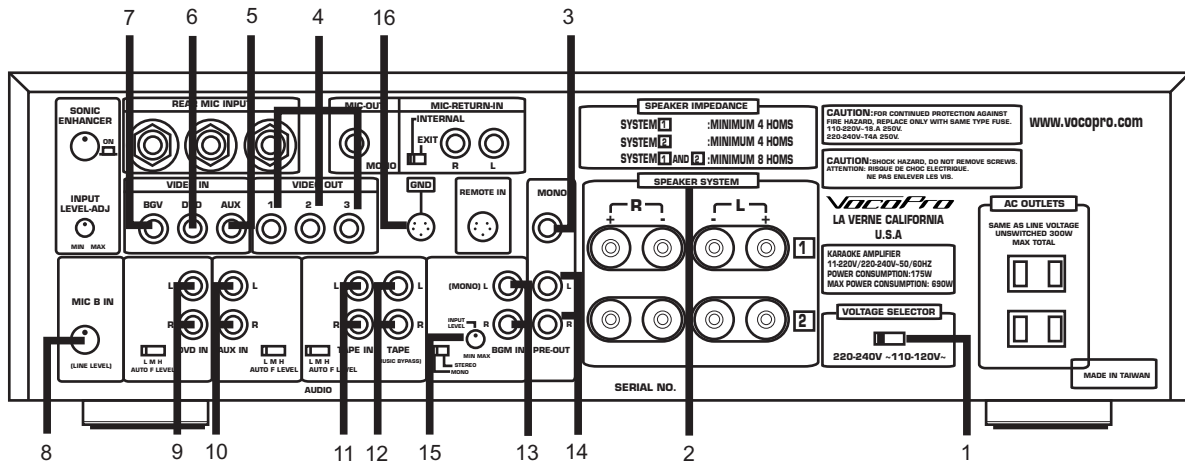 7 6 5 4 16 3
SONIC
ENHANCER
ON
REAR MIC INPUT
MIC-OUT
MIC-RETURN-IN
INTERNAL
EXIT
MONO
R L
INPUT
LEVEL-ADJ
MIN MAX
VIDEO IN
BGV DVD AUX
VIDEO OUT
1 2 3
GND
REMOTE IN
MONO
SPEAKER IMPEDANCE
SYSTEM 1 :MINIMUM 4 HOMS
SYSTEM 2 :MINIMUM 4 HOMS
SYSTEM 1 AND 2 :MINIMUM 8 HOMS
SPEAKER SYSTEM
R L
+ - - +
1
2
CAUTION:FOR CONTINUED PROTECTION AGAINST
FIRE HAZARD, REPLACE ONLY WITH SAME TYPE FUSE.
110-220V~18.A 250V.
220-240V~T4A 250V.
CAUTION:SHOCK HAZARD, DO NOT REMOVE SCREWS.
ATTENTION: RISQUE DE CHOC ELECTRIQUE.
NE PAS ENLEVER LES VIS.
www.vocopro.com
VocoPro
LA VERNE CALIFORNIA
U.S.A
KARAOKE AMPLIFIER
11-220V/220-240V~50/60HZ
POWER CONSUMPTION:175W
MAX POWER CONSUMPTION: 690W
VOLTAGE SELECTOR
220-240V ~110-120V~
AC OUTLETS
SAME AS LINE VOLTAGE
UNSWITCHED 300W
MAX TOTAL
MADE IN TAIWAN
MIC B IN
(LINE LEVEL)
L L
R R
DVD IN
AUX IN
L M H
AUTO F LEVEL
L M H
AUTO F LEVEL
L L
R R
TAPE IN
TAPE
(MUSIC BYPASS)
L M H
AUTO F LEVEL
AUDIO
(MONO) L L
R R
INPUT
LEVEL
MIN MAX
STEREO
MONO
BGM IN
PRE-OUT
SERIAL NO.
8 9 10 11 12 15 13 14 2 1